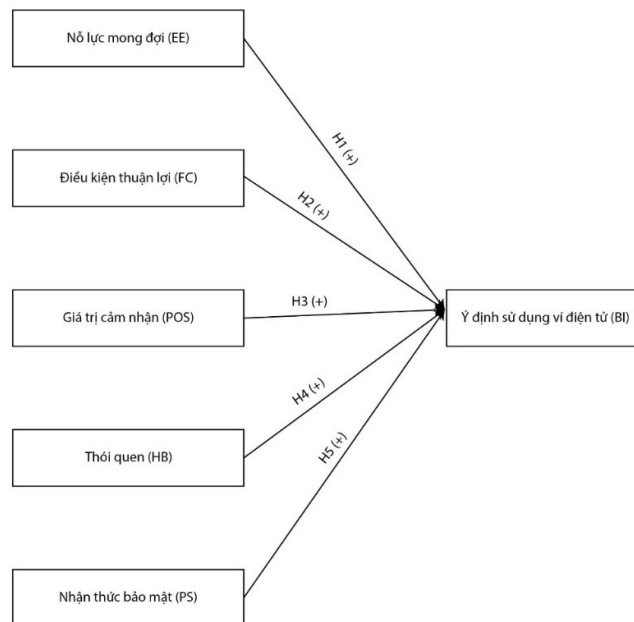 Nỗ lực mong đợi (EE)
H1 (+)
Điều kiện thuận lợi (FC)
H2 (+)
Giá trị cảm nhận (POS)
H3 (+)
Ý định sử dụng ví điện tử (BI)
H4 (+)
Thói quen (HB)
H5 (+)
Nhận thức bảo mật (PS)